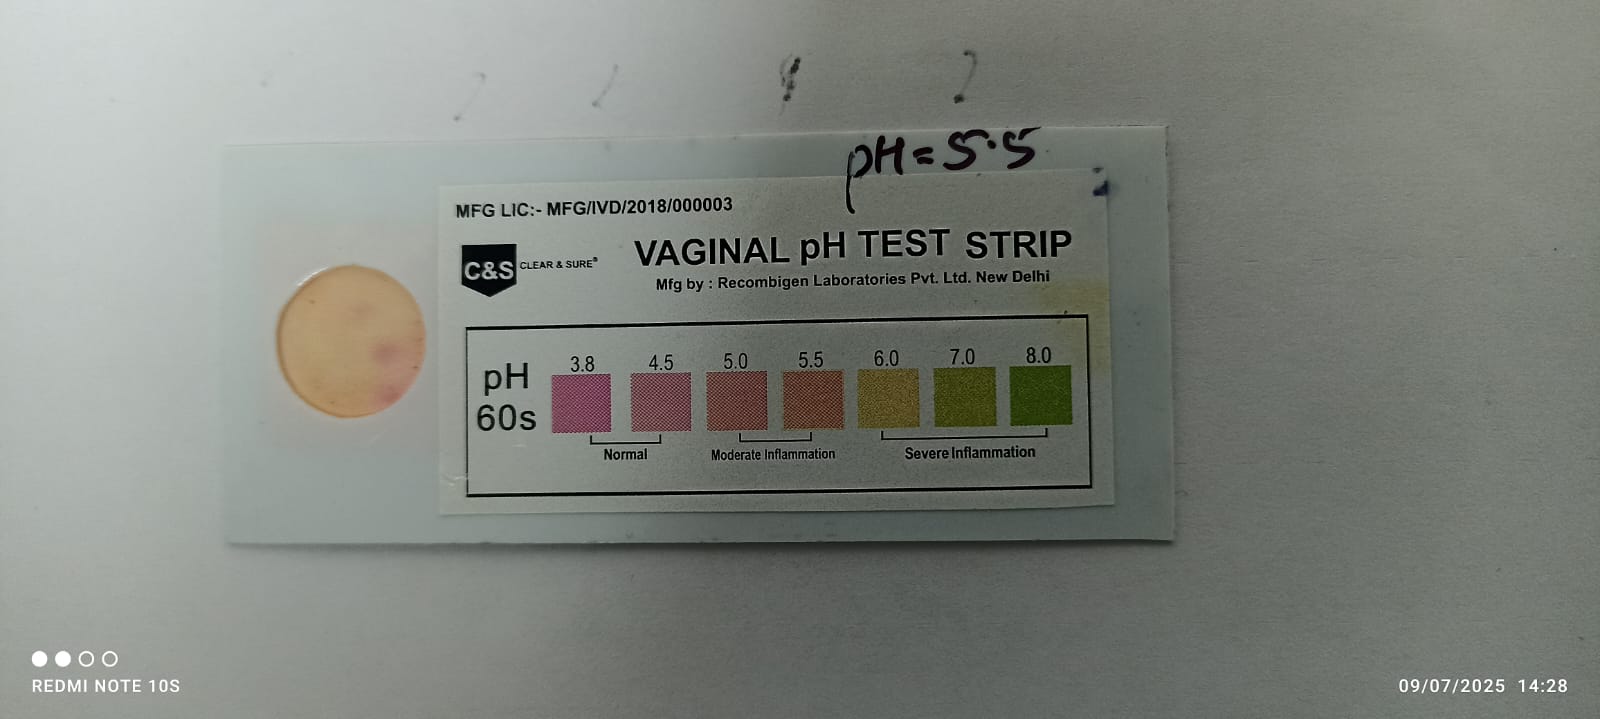 pH = 5.5
MFG LIC:- MFG/IVD/2018/000003
C&S CLEAR & SURE®
VAGINAL pH TEST STRIP
Mfg by : Recombigen Laboratories Pvt. Ltd. New Delhi
3.8 4.5 5.0 5.5 6.0 7.0 8.0
pH
60s
Normal Moderate Inflammation Severe Inflammation
REDMI NOTE 10S
09/07/2025 14:28